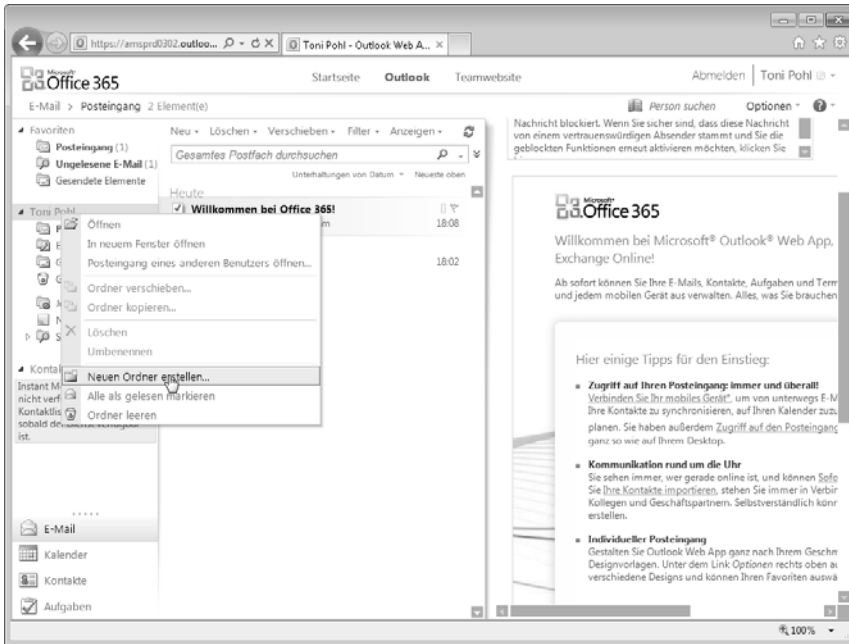 https://amsprd0302.outloo...
Toni Pohl - Outlook Web A...
Microsoft
Office 365
Startseite Outlook Teamwebsite
Abmelden Toni Pohl
E-Mail > Posteingang 2 Element(e)
Person suchen Optionen
Favoriten
Posteingang (1)
Ungelesene E-Mail (1)
Gesendete Elemente
Toni Pohl
Öffnen
In neuem Fenster öffnen
Posteingang eines anderen Benutzers öffnen...
Ordner verschieben...
Ordner kopieren...
Löschen
Umbenennen
Neuen Ordner erstellen...
Alle als gelesen markieren
Ordner leeren
Kontak
Instant M
nicht verf
Kontaktlis
sobald der Dienst verfügbar
ist.
E-Mail
Kalender
Kontakte
Aufgaben
Neu Löschen Verschieben Filter Anzeigen
Gesamtes Postfach durchsuchen
Unterhaltungen von Datum Neueste oben
Heute
Willkommen bei Office 365!
18:08
18:02
Nachricht blockiert. Wenn Sie sicher sind, dass diese Nachricht
von einem vertrauenswürdigen Absender stammt und Sie die
geblockten Funktionen erneut aktivieren möchten, klicken Sie
Microsoft
Office 365
Willkommen bei Microsoft® Outlook® Web App,
Exchange Online!
Ab sofort können Sie Ihre E-Mails, Kontakte, Aufgaben und Term
und jedem mobilen Gerät aus verwalten. Alles, was Sie brauchen
Hier einige Tipps für den Einstieg:
Zugriff auf Ihren Posteingang: immer und überall!
Verbinden Sie Ihr mobiles Gerät*, um von unterwegs E-M
Ihre Kontakte zu synchronisieren, auf Ihren Kalender zuzu
planen. Sie haben außerdem Zugriff auf den Posteingang
ganz so wie auf Ihrem Desktop.
Kommunikation rund um die Uhr
Sie sehen immer, wer gerade online ist, und können Sofo
Sie Ihre Kontakte importieren, stehen Sie immer in Verbin
Kollegen und Geschäftspartnern. Selbstverständlich könn
erstellen.
Individueller Posteingang
Gestalten Sie Outlook Web App ganz nach Ihrem Geschm
Designvorlagen. Unter dem Link Optionen rechts oben au
verschiedene Designs und können Ihren Favoriten auswä
100%